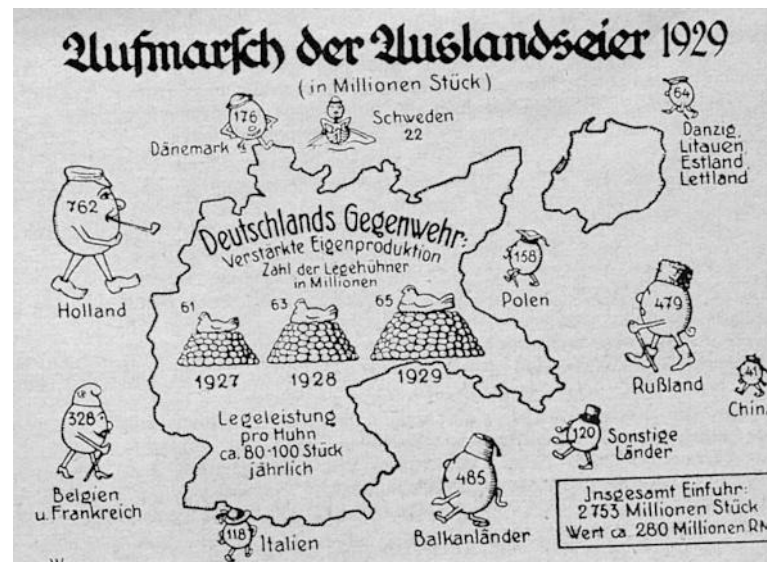 Aufmarsch der Auslandseier 1929
(in Millionen Stück)
176
Dänemark
Schweden
22
64
Danzig,
Litauen,
Estland,
Lettland
762
Holland
Deutschlands Gegenwehr:
Verstärkte Eigenproduktion
Zahl der Legehühner
in Millionen
61
63
65
1927
1928
1929
158
Polen
479
Rußland
41
Chin
328
Belgien
u. Frankreich
Legeleistung
pro Huhn
ca. 80-100 Stück
jährlich
118
Italien
485
Balkanländer
120
Sonstige
Länder
Insgesamt Einfuhr:
2753 Millionen Stück
Wert ca. 280 Millionen RM